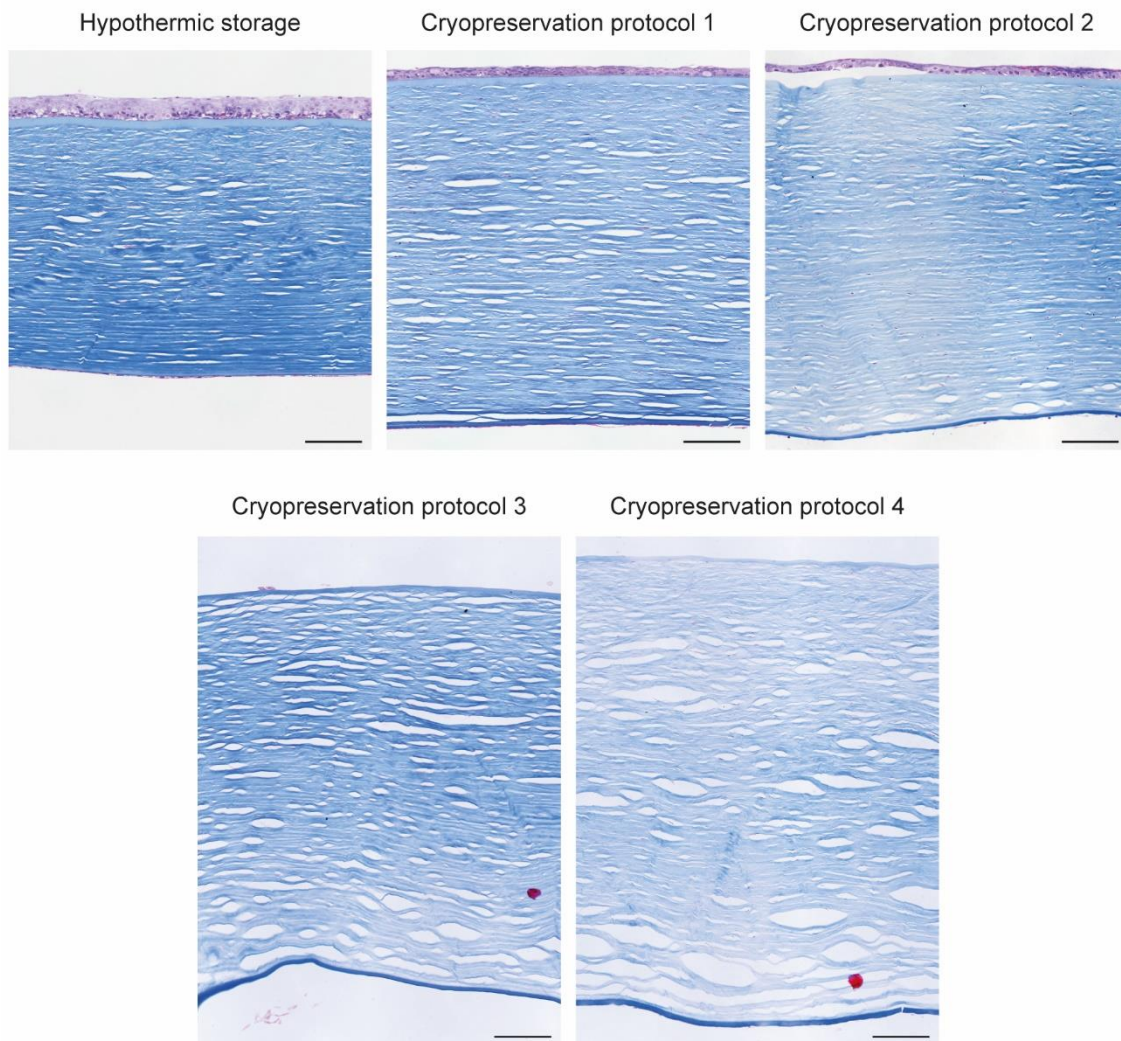 Hypothermic storage
Cryopreservation protocol 1
Cryopreservation protocol 2
Cryopreservation protocol 3
Cryopreservation protocol 4